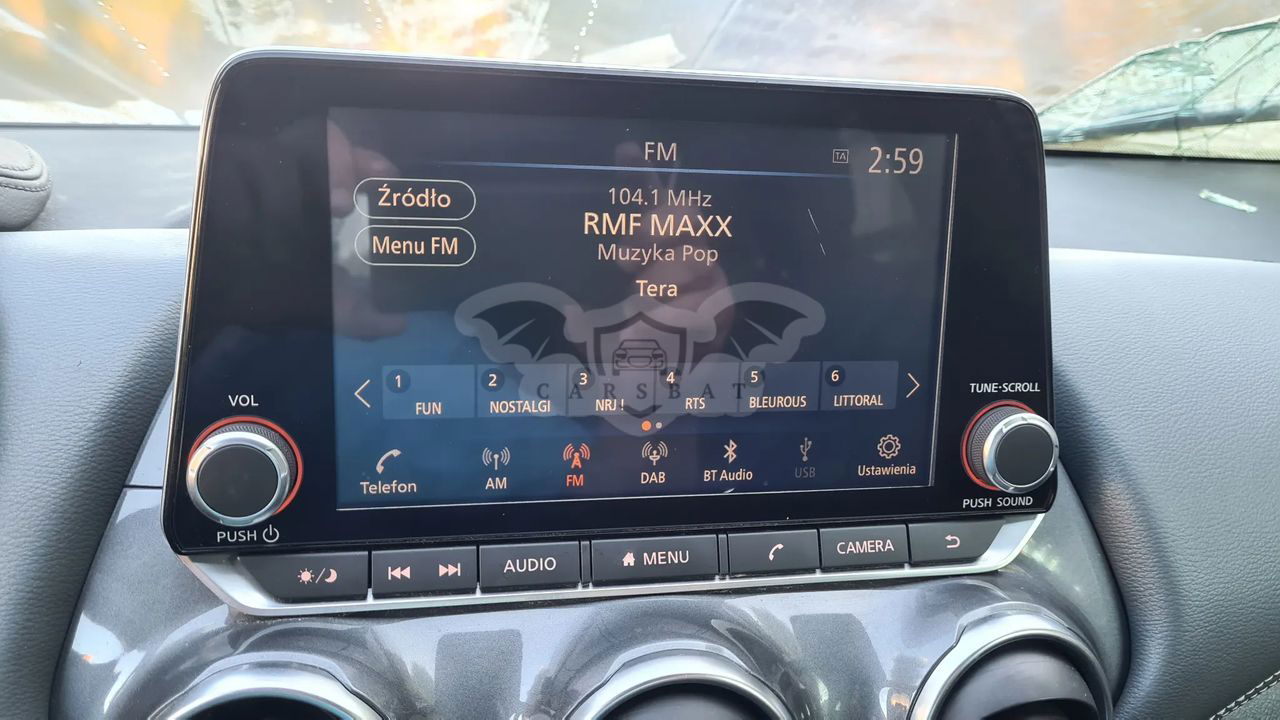 FM
TA 2:59
Źródło
104.1 MHz
RMF MAXX
Menu FM
Muzyka Pop
Tera
1 FUN
2 NOSTALGI
3 NRJ !
4 RTS
5 BLEUROUS
6 LITTORAL
CARSBAT
Telefon
AM
FM
DAB
BT Audio
USB
Ustawienia
VOL
PUSH
TUNE·SCROLL
PUSH SOUND
AUDIO
MENU
CAMERA